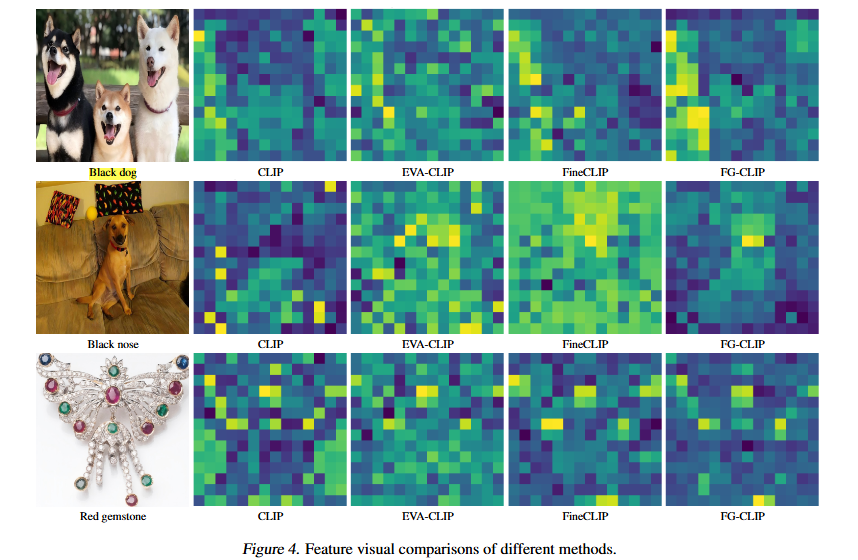 Black dog CLIP EVA-CLIP FineCLIP FG-CLIP
Black nose CLIP EVA-CLIP FineCLIP FG-CLIP
Red gemstone CLIP EVA-CLIP FineCLIP FG-CLIP
Figure 4. Feature visual comparisons of different methods.